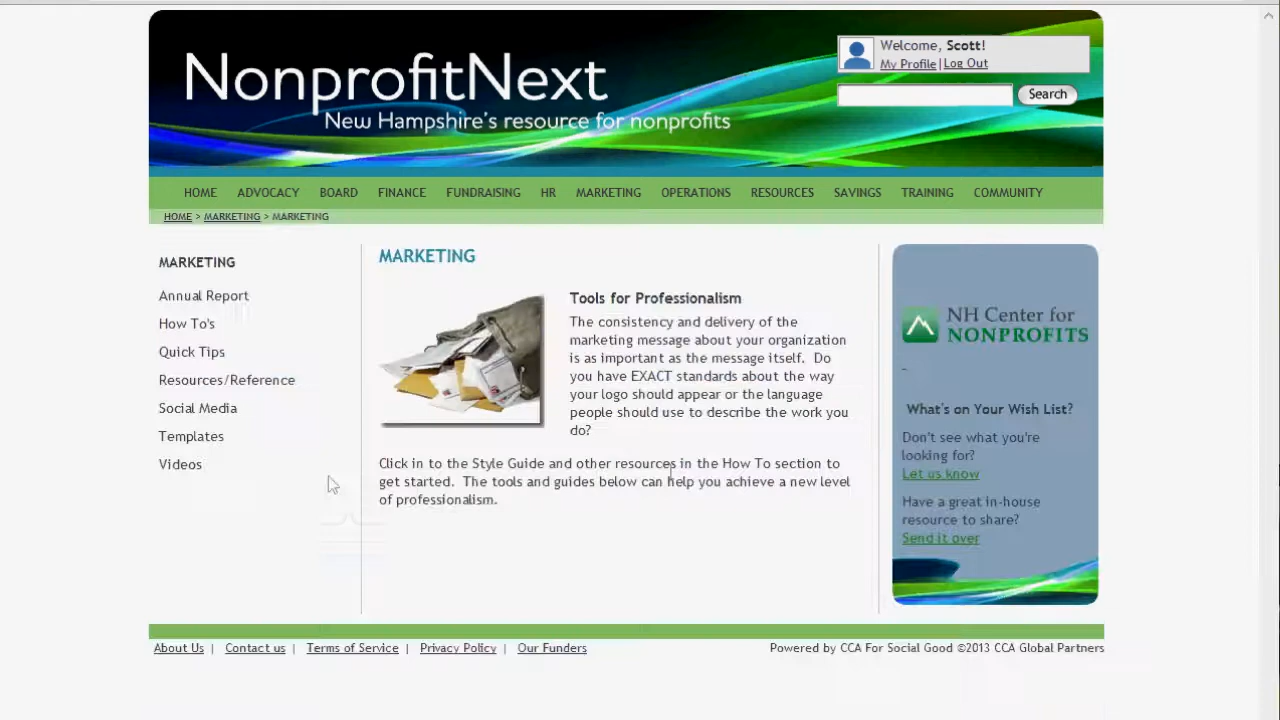 NonprofitNext
New Hampshire's resource for nonprofits
Welcome, Scott!
My Profile|Log Out
Search
HOME ADVOCACY BOARD FINANCE FUNDRAISING HR MARKETING OPERATIONS RESOURCES SAVINGS TRAINING COMMUNITY
HOME > MARKETING > MARKETING
MARKETING
Annual Report
How To's
Quick Tips
Resources/Reference
Social Media
Templates
Videos
MARKETING
Tools for Professionalism
The consistency and delivery of the
marketing message about your organization
is as important as the message itself. Do
you have EXACT standards about the way
your logo should appear or the language
people should use to describe the work you
do?
Click in to the Style Guide and other resources in the How To section to
get started. The tools and guides below can help you achieve a new level
of professionalism.
NH Center for
NONPROFITS
-
What's on Your Wish List?
Don't see what you're
looking for?
Let us know
Have a great in-house
resource to share?
Send it over
About Us | Contact us | Terms of Service | Privacy Policy | Our Funders
Powered by CCA For Social Good ©2013 CCA Global Partners